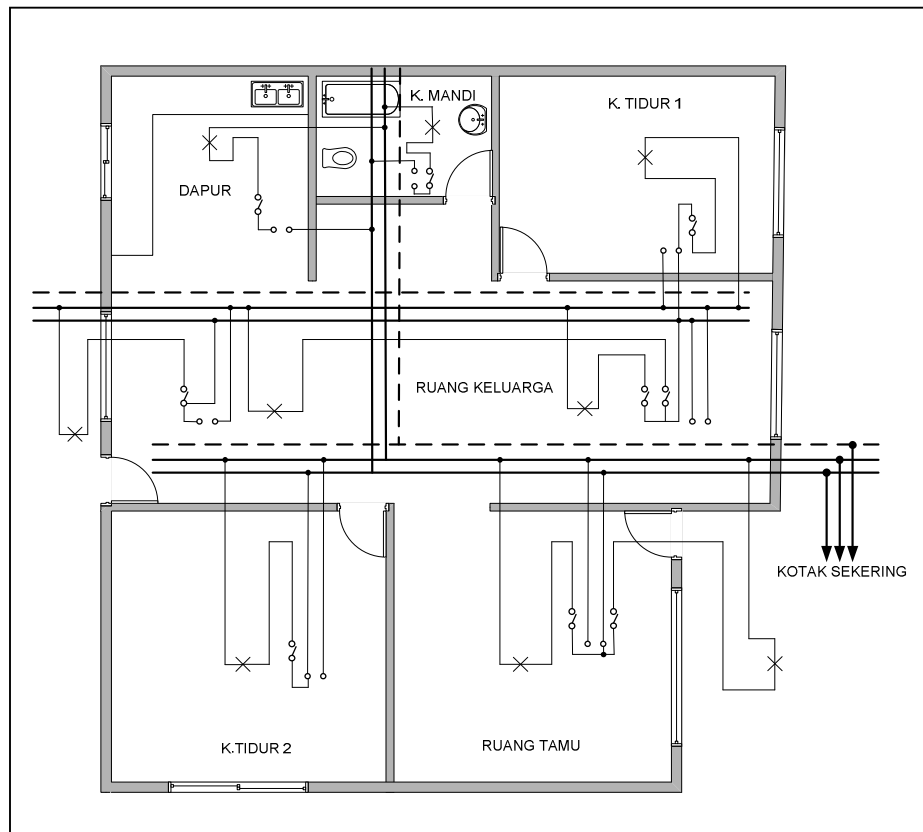 K. MANDI
K. TIDUR 1
DAPUR
RUANG KELUARGA
KOTAK SEKERING
K.TIDUR 2
RUANG TAMU